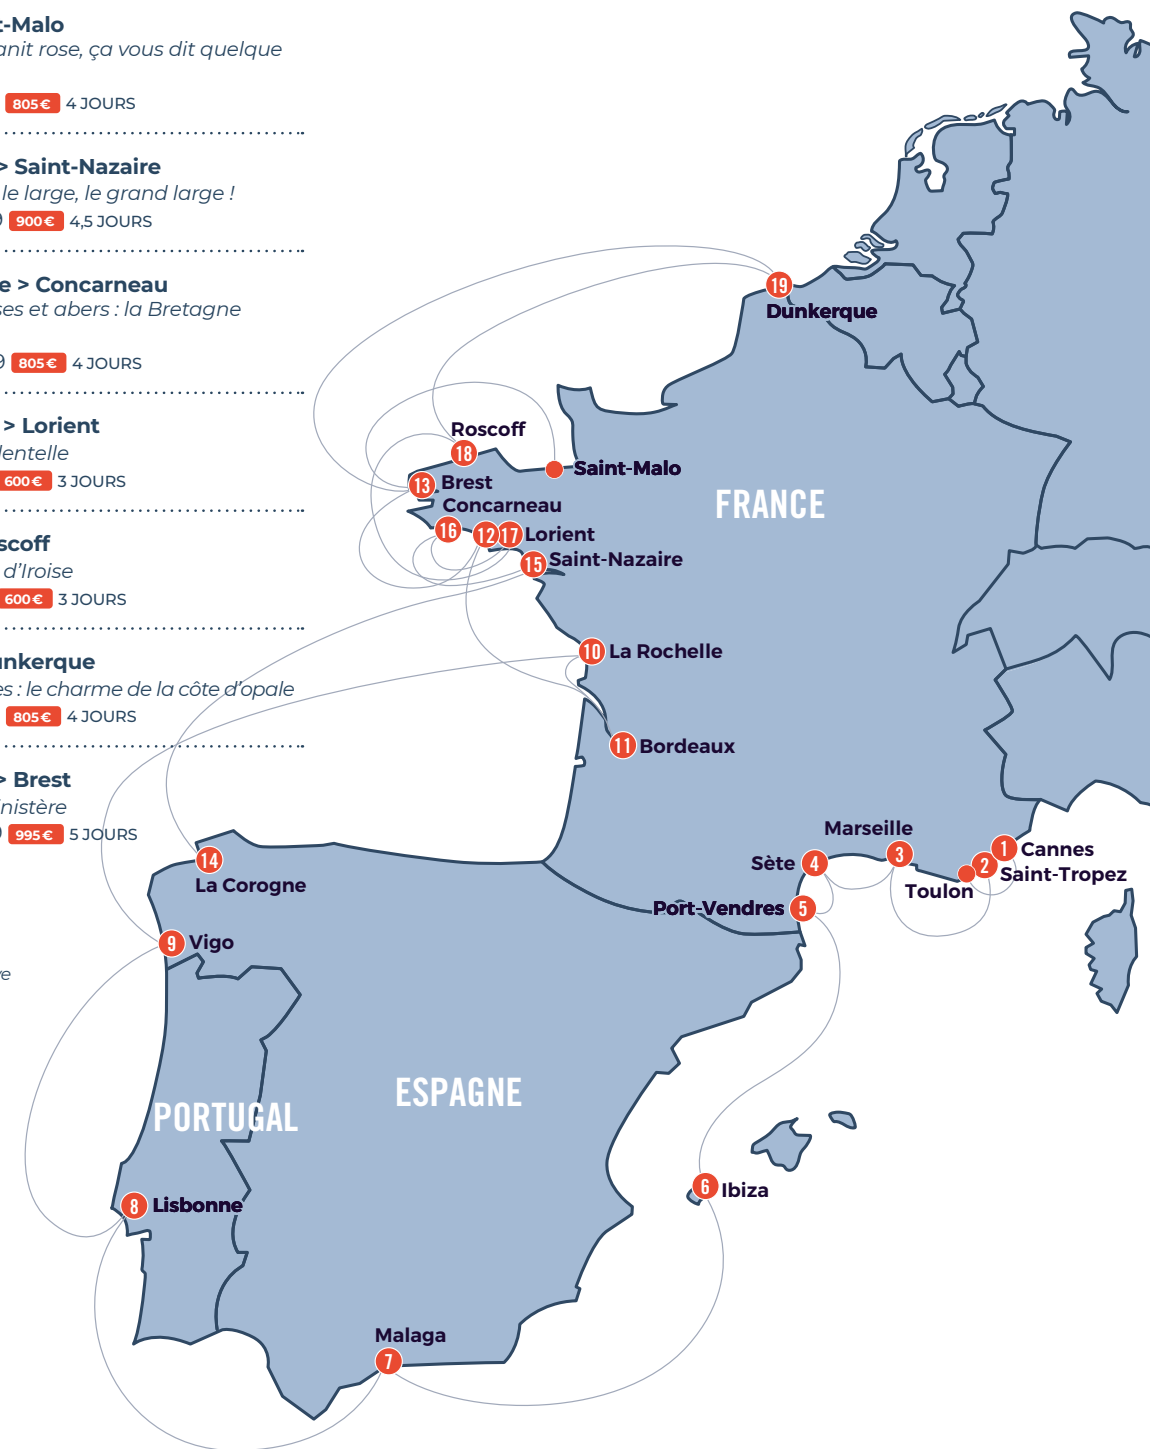 t-Malo
anit rose, ça vous dit quelque
805 € 4 JOURS
> Saint-Nazaire
le large, le grand large !
900 € 4,5 JOURS
e > Concarneau
ses et abers : la Bretagne
9 805 € 4 JOURS
> Lorient
dentelle
600 € 3 JOURS
scoff
d’Iroise
600 € 3 JOURS
unkerque
es : le charme de la côte d’opale
805 € 4 JOURS
> Brest
nistère
995 € 5 JOURS
ve
19
Dunkerque
Roscoff
18
Saint-Malo
13 Brest
Concarneau
FRANCE
16 12 17 Lorient
15 Saint-Nazaire
10 La Rochelle
11 Bordeaux
Marseille
1 Cannes
Sète 4 3 2 Saint-Tropez
Toulon
14
La Corogne
Port-Vendres 5
9 Vigo
ESPAGNE
PORTUGAL
6 Ibiza
8 Lisbonne
Malaga
7